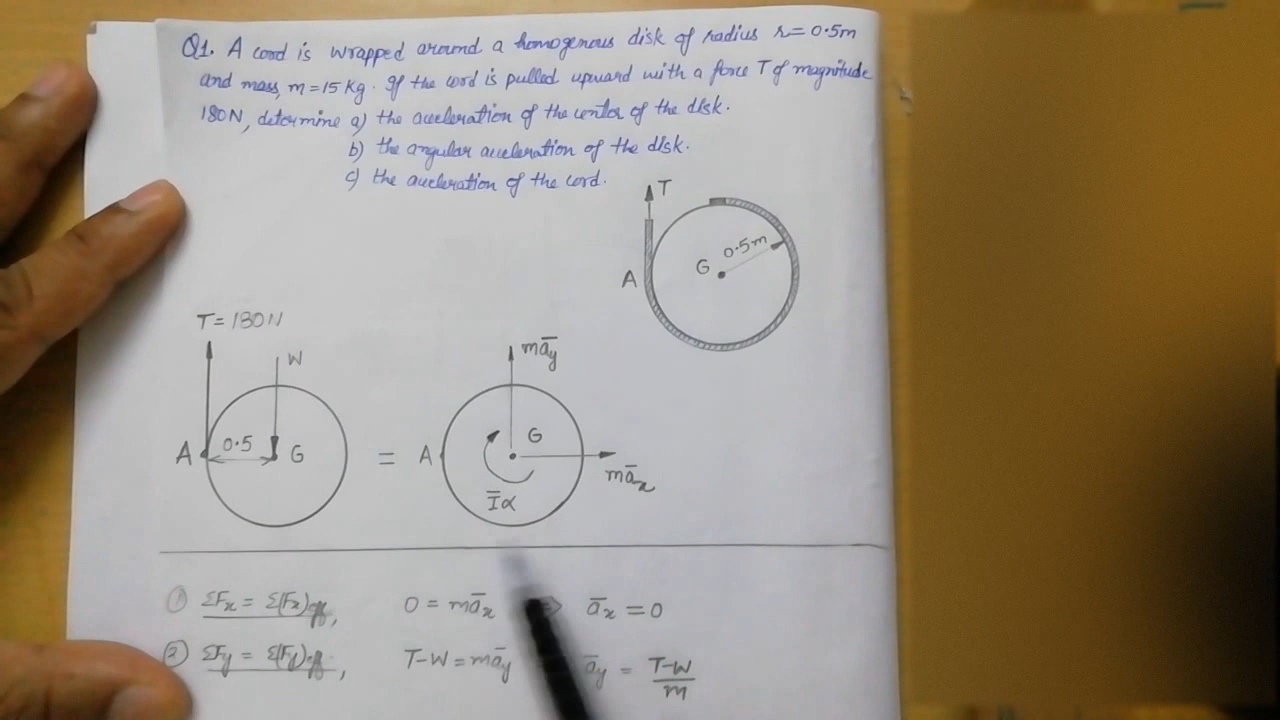 Q1. A cord is wrapped around a homogenous disk of radius r=0.5m
and mass, m=15 Kg. If the cord is pulled upward with a force T of magnitude
180N, determine a) the acceleration of the center of the disk.
b) the angular acceleration of the disk.
c) the acceleration of the cord.
T
0.5m
G
A
T=180N
W
A 0.5 G
=
māy
A G
māx
Īα
① ΣFx = Σ(Fx)eff, 0 = māx => āx = 0
② ΣFy = Σ(Fy)eff, T-W = māy āy = T-W/m